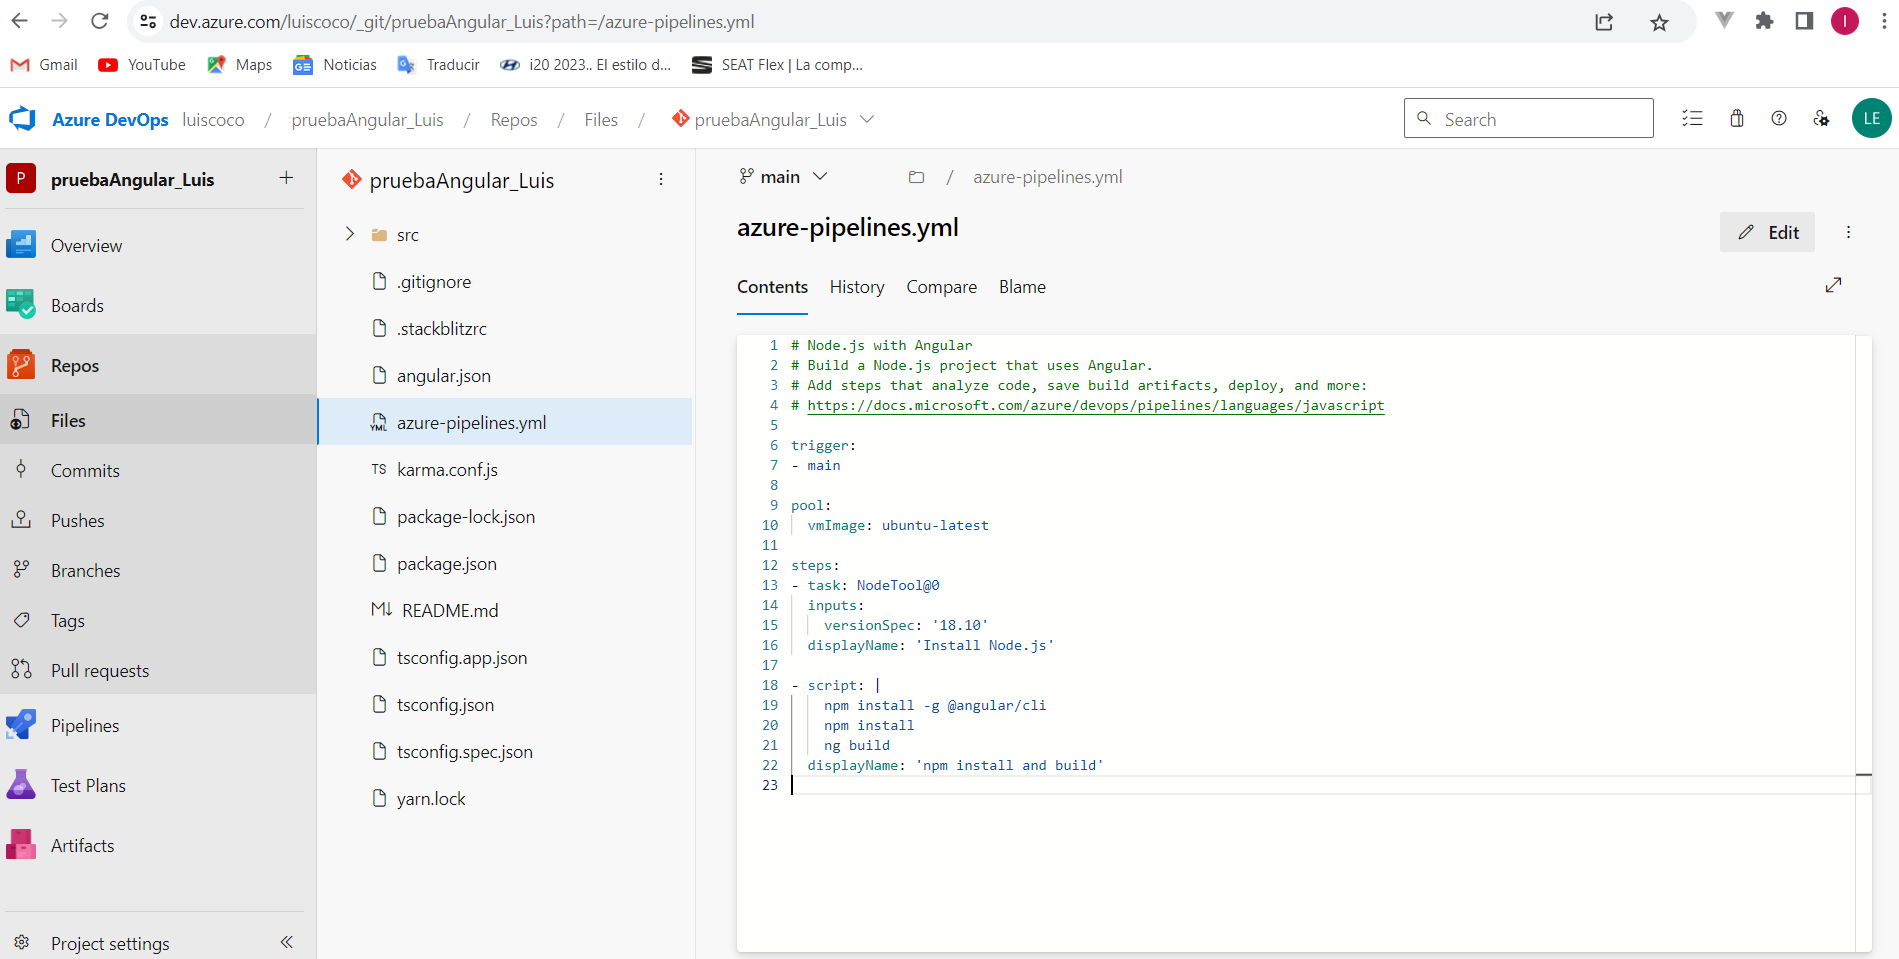 dev.azure.com/luiscoco/_git/pruebaAngular_Luis?path=/azure-pipelines.yml
I
Gmail YouTube Maps Noticias Traducir i20 2023.. El estilo d... SEAT Flex | La comp...
Azure DevOps luiscoco / pruebaAngular_Luis / Repos / Files / pruebaAngular_Luis
Search
LE
P pruebaAngular_Luis +
Overview
Boards
Repos
Files
Commits
Pushes
Branches
Tags
Pull requests
Pipelines
Test Plans
Artifacts
Project settings
pruebaAngular_Luis
src
.gitignore
.stackblitzrc
angular.json
YML azure-pipelines.yml
TS karma.conf.js
package-lock.json
package.json
M↓ README.md
tsconfig.app.json
tsconfig.json
tsconfig.spec.json
yarn.lock
main / azure-pipelines.yml
azure-pipelines.yml
Edit
Contents History Compare Blame
1 # Node.js with Angular
2 # Build a Node.js project that uses Angular.
3 # Add steps that analyze code, save build artifacts, deploy, and more:
4 # https://docs.microsoft.com/azure/devops/pipelines/languages/javascript
5
6 trigger:
7 - main
8
9 pool:
10 vmImage: ubuntu-latest
11
12 steps:
13 - task: NodeTool@0
14 inputs:
15 versionSpec: '18.10'
16 displayName: 'Install Node.js'
17
18 - script: |
19 npm install -g @angular/cli
20 npm install
21 ng build
22 displayName: 'npm install and build'
23